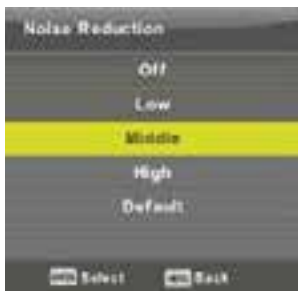 Noise Reduction
Off
Low
Middle
High
Default
Select Back